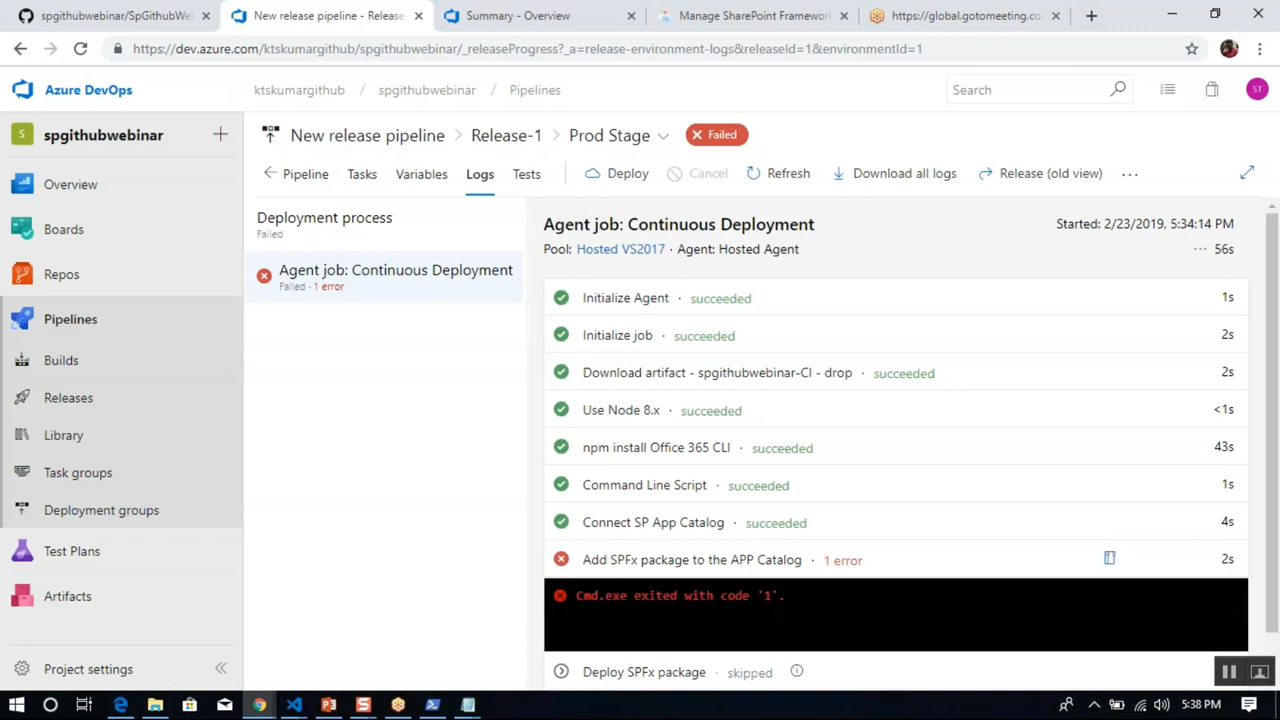 spgithubwebinar/SpGitHubWe
New release pipeline - Release
Summary - Overview
Manage SharePoint Framework
https://global.gotomeeting.co
https://dev.azure.com/ktskumargithub/spgithubwebinar/_releaseProgress?_a=release-environment-logs&releaseId=1&environmentId=1
Azure DevOps
ktskumargithub / spgithubwebinar / Pipelines
Search
ST
S
spgithubwebinar
New release pipeline > Release-1 > Prod Stage
Failed
Overview
Pipeline
Tasks
Variables
Logs
Tests
Deploy
Cancel
Refresh
Download all logs
Release (old view)
...
Boards
Repos
Pipelines
Builds
Releases
Library
Task groups
Deployment groups
Test Plans
Artifacts
Project settings
Deployment process
Failed
Agent job: Continuous Deployment
Failed · 1 error
Agent job: Continuous Deployment
Started: 2/23/2019, 5:34:14 PM
Pool: Hosted VS2017 · Agent: Hosted Agent
... 56s
Initialize Agent · succeeded 1s
Initialize job · succeeded 2s
Download artifact - spgithubwebinar-CI - drop · succeeded 2s
Use Node 8.x · succeeded <1s
npm install Office 365 CLI · succeeded 43s
Command Line Script · succeeded 1s
Connect SP App Catalog · succeeded 4s
Add SPFx package to the APP Catalog · 1 error 2s
Cmd.exe exited with code '1'.
Deploy SPFx package · skipped
5:38 PM